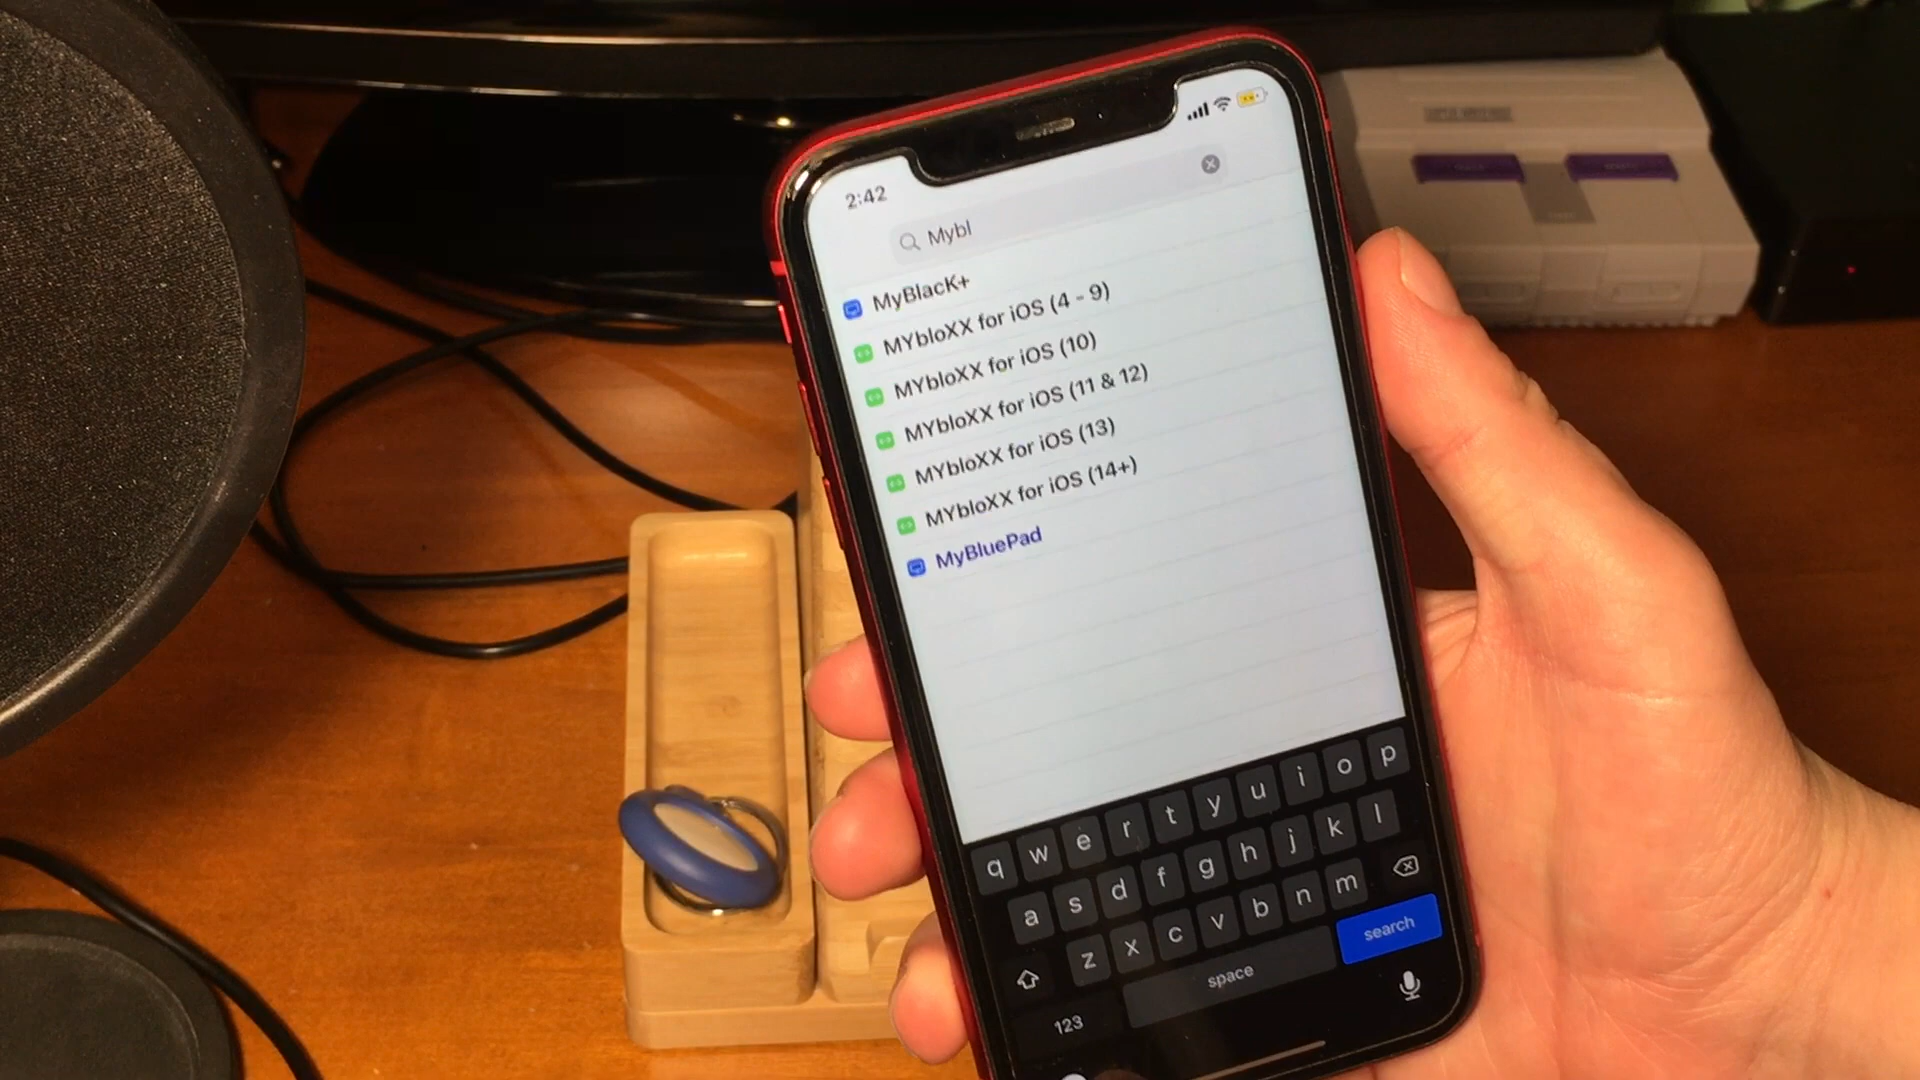 2:42
Mybl
MyBlacK+
MYbloXX for iOS (4 - 9)
MYbloXX for iOS (10)
MYbloXX for iOS (11 & 12)
MYbloXX for iOS (13)
MYbloXX for iOS (14+)
MyBluePad
q w e r t y u i o p
a s d f g h j k l
z x c v b n m
123 space search